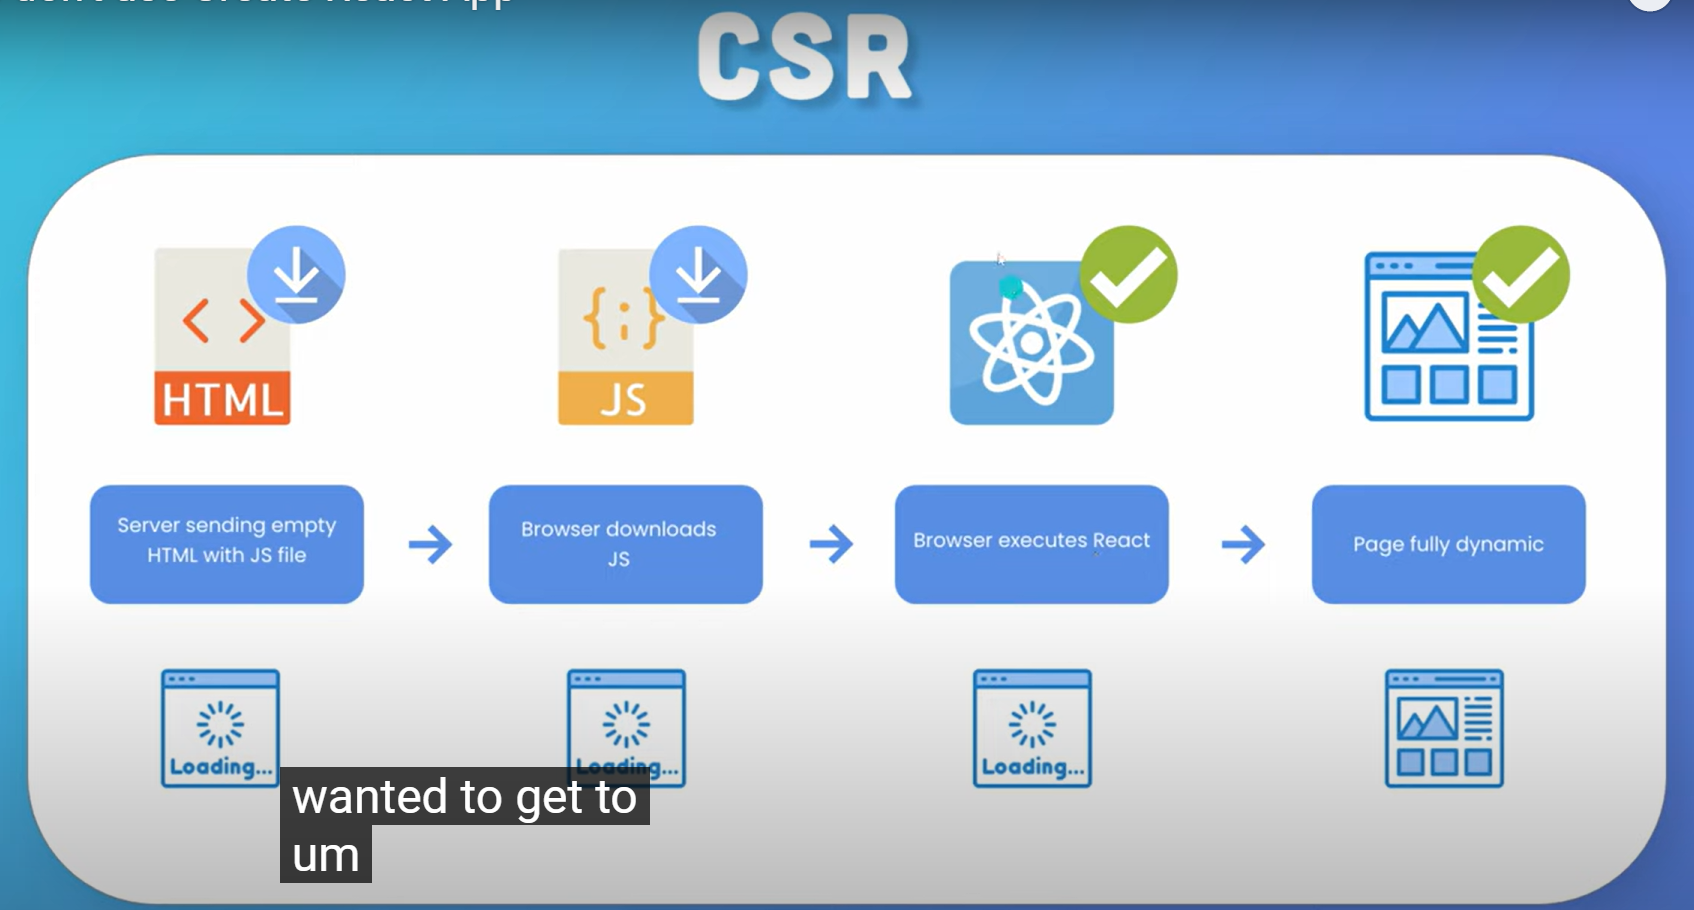 CSR
HTML
JS
Server sending empty
HTML with JS file
Browser downloads
JS
Browser executes React
Page fully dynamic
Loading...
Loading...
Loading...
wanted to get to
um